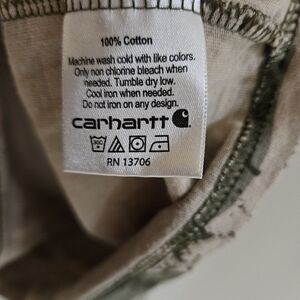 100% Cotton
Machine wash cold with like colors.
Only non chlorine bleach when
needed. Tumble dry low.
Cool iron when needed.
Do not iron on any design.
carhartt
RN 13706